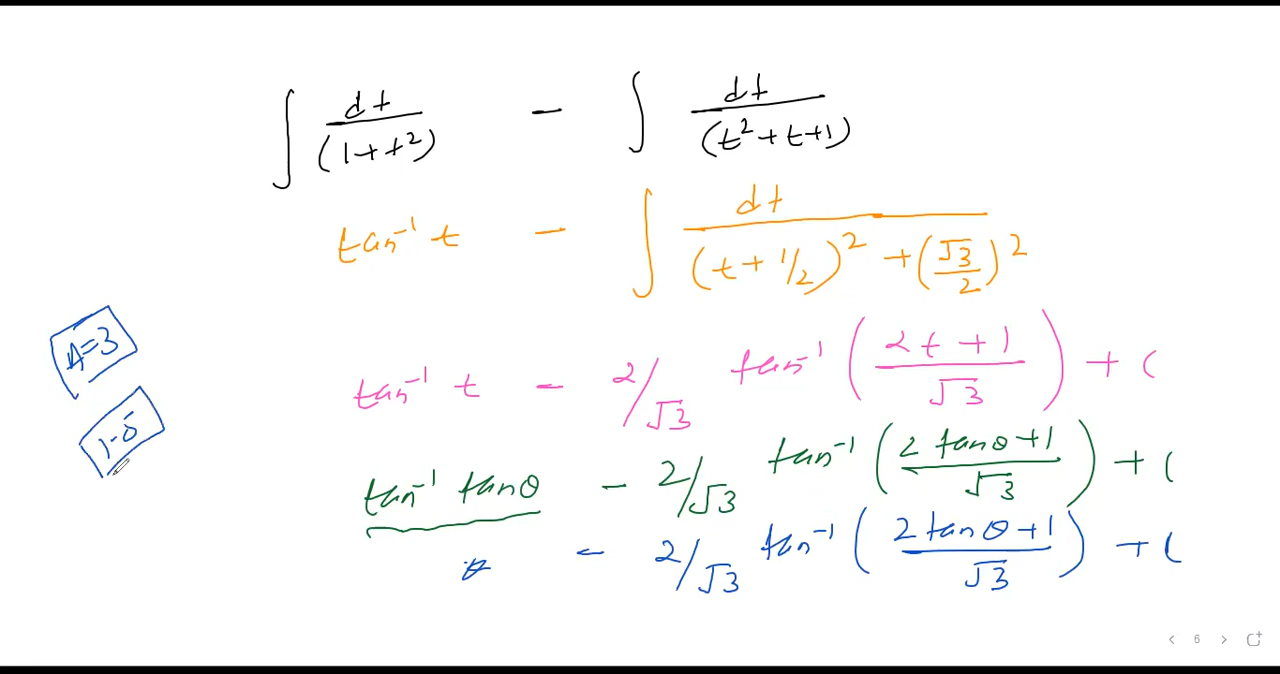 ∫ dt/(1+t²) − ∫ dt/(t²+t+1)
tan⁻¹ t − ∫ dt/((t+1/2)² + (√3/2)²)
A=3
tan⁻¹ t − 2/√3 tan⁻¹ ((2t+1)/√3) + C
tan⁻¹ tanθ − 2/√3 tan⁻¹ ((2 tanθ+1)/√3) + C
θ − 2/√3 tan⁻¹ ((2 tanθ+1)/√3) + C
6